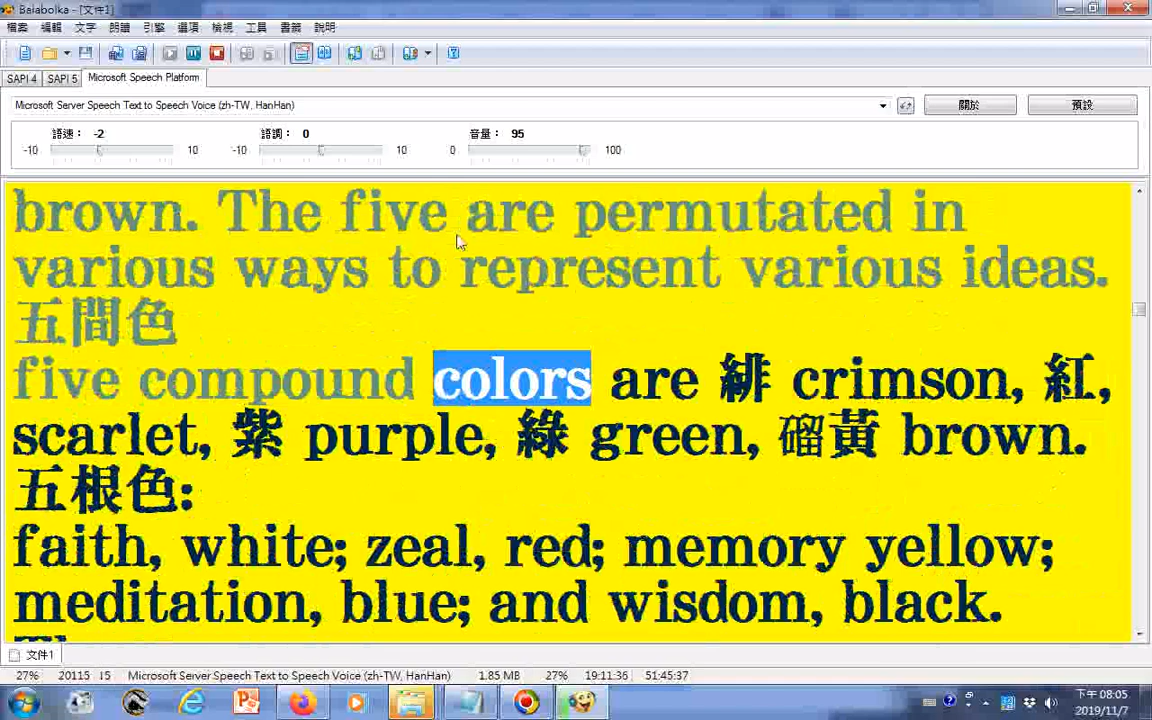 Balabolka - [文件1]
檔案 編輯 文字 朗讀 引擎 選項 檢視 工具 書籤 說明
SAPI 4 SAPI 5 Microsoft Speech Platform
Microsoft Server Speech Text to Speech Voice (zh-TW, HanHan) 關於 預設
語速： -2 語調： 0 音量： 95
-10 10 -10 10 0 100
brown. The five are permutated in
various ways to represent various ideas.
五間色
five compound colors are 緋 crimson, 紅,
scarlet, 紫 purple, 綠 green, 磂黃 brown.
五根色:
faith, white; zeal, red; memory yellow;
meditation, blue; and wisdom, black.
文件1
27% 20115 15 Microsoft Server Speech Text to Speech Voice (zh-TW, HanHan) 1.85 MB 27% 19:11:36 51:45:37
下午 08:05
2019/11/7